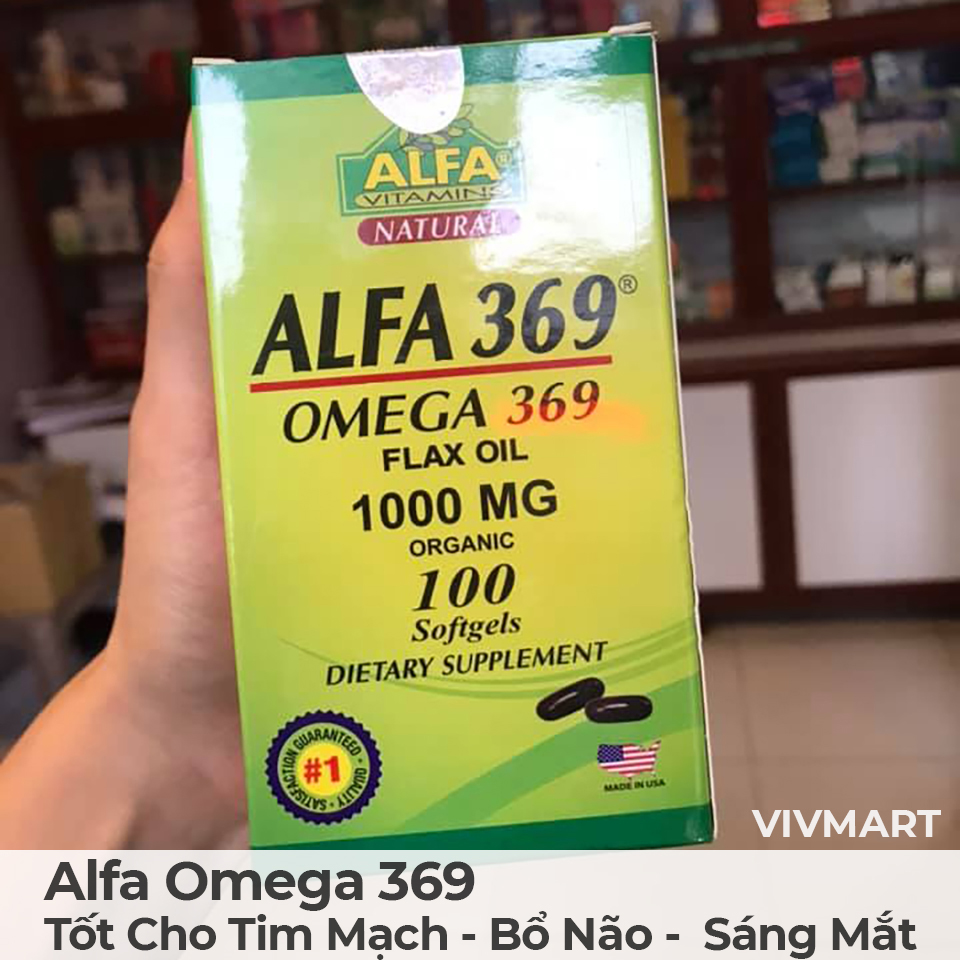 ALFA®
VITAMINS
NATURAL
ALFA 369®
OMEGA 369
FLAX OIL
1000 MG
ORGANIC
100
Softgels
DIETARY SUPPLEMENT
SATISFACTION GUARANTEED • QUALITY •
#1
MADE IN USA
VIVMART
Alfa Omega 369
Tốt Cho Tim Mạch - Bổ Não - Sáng Mắt